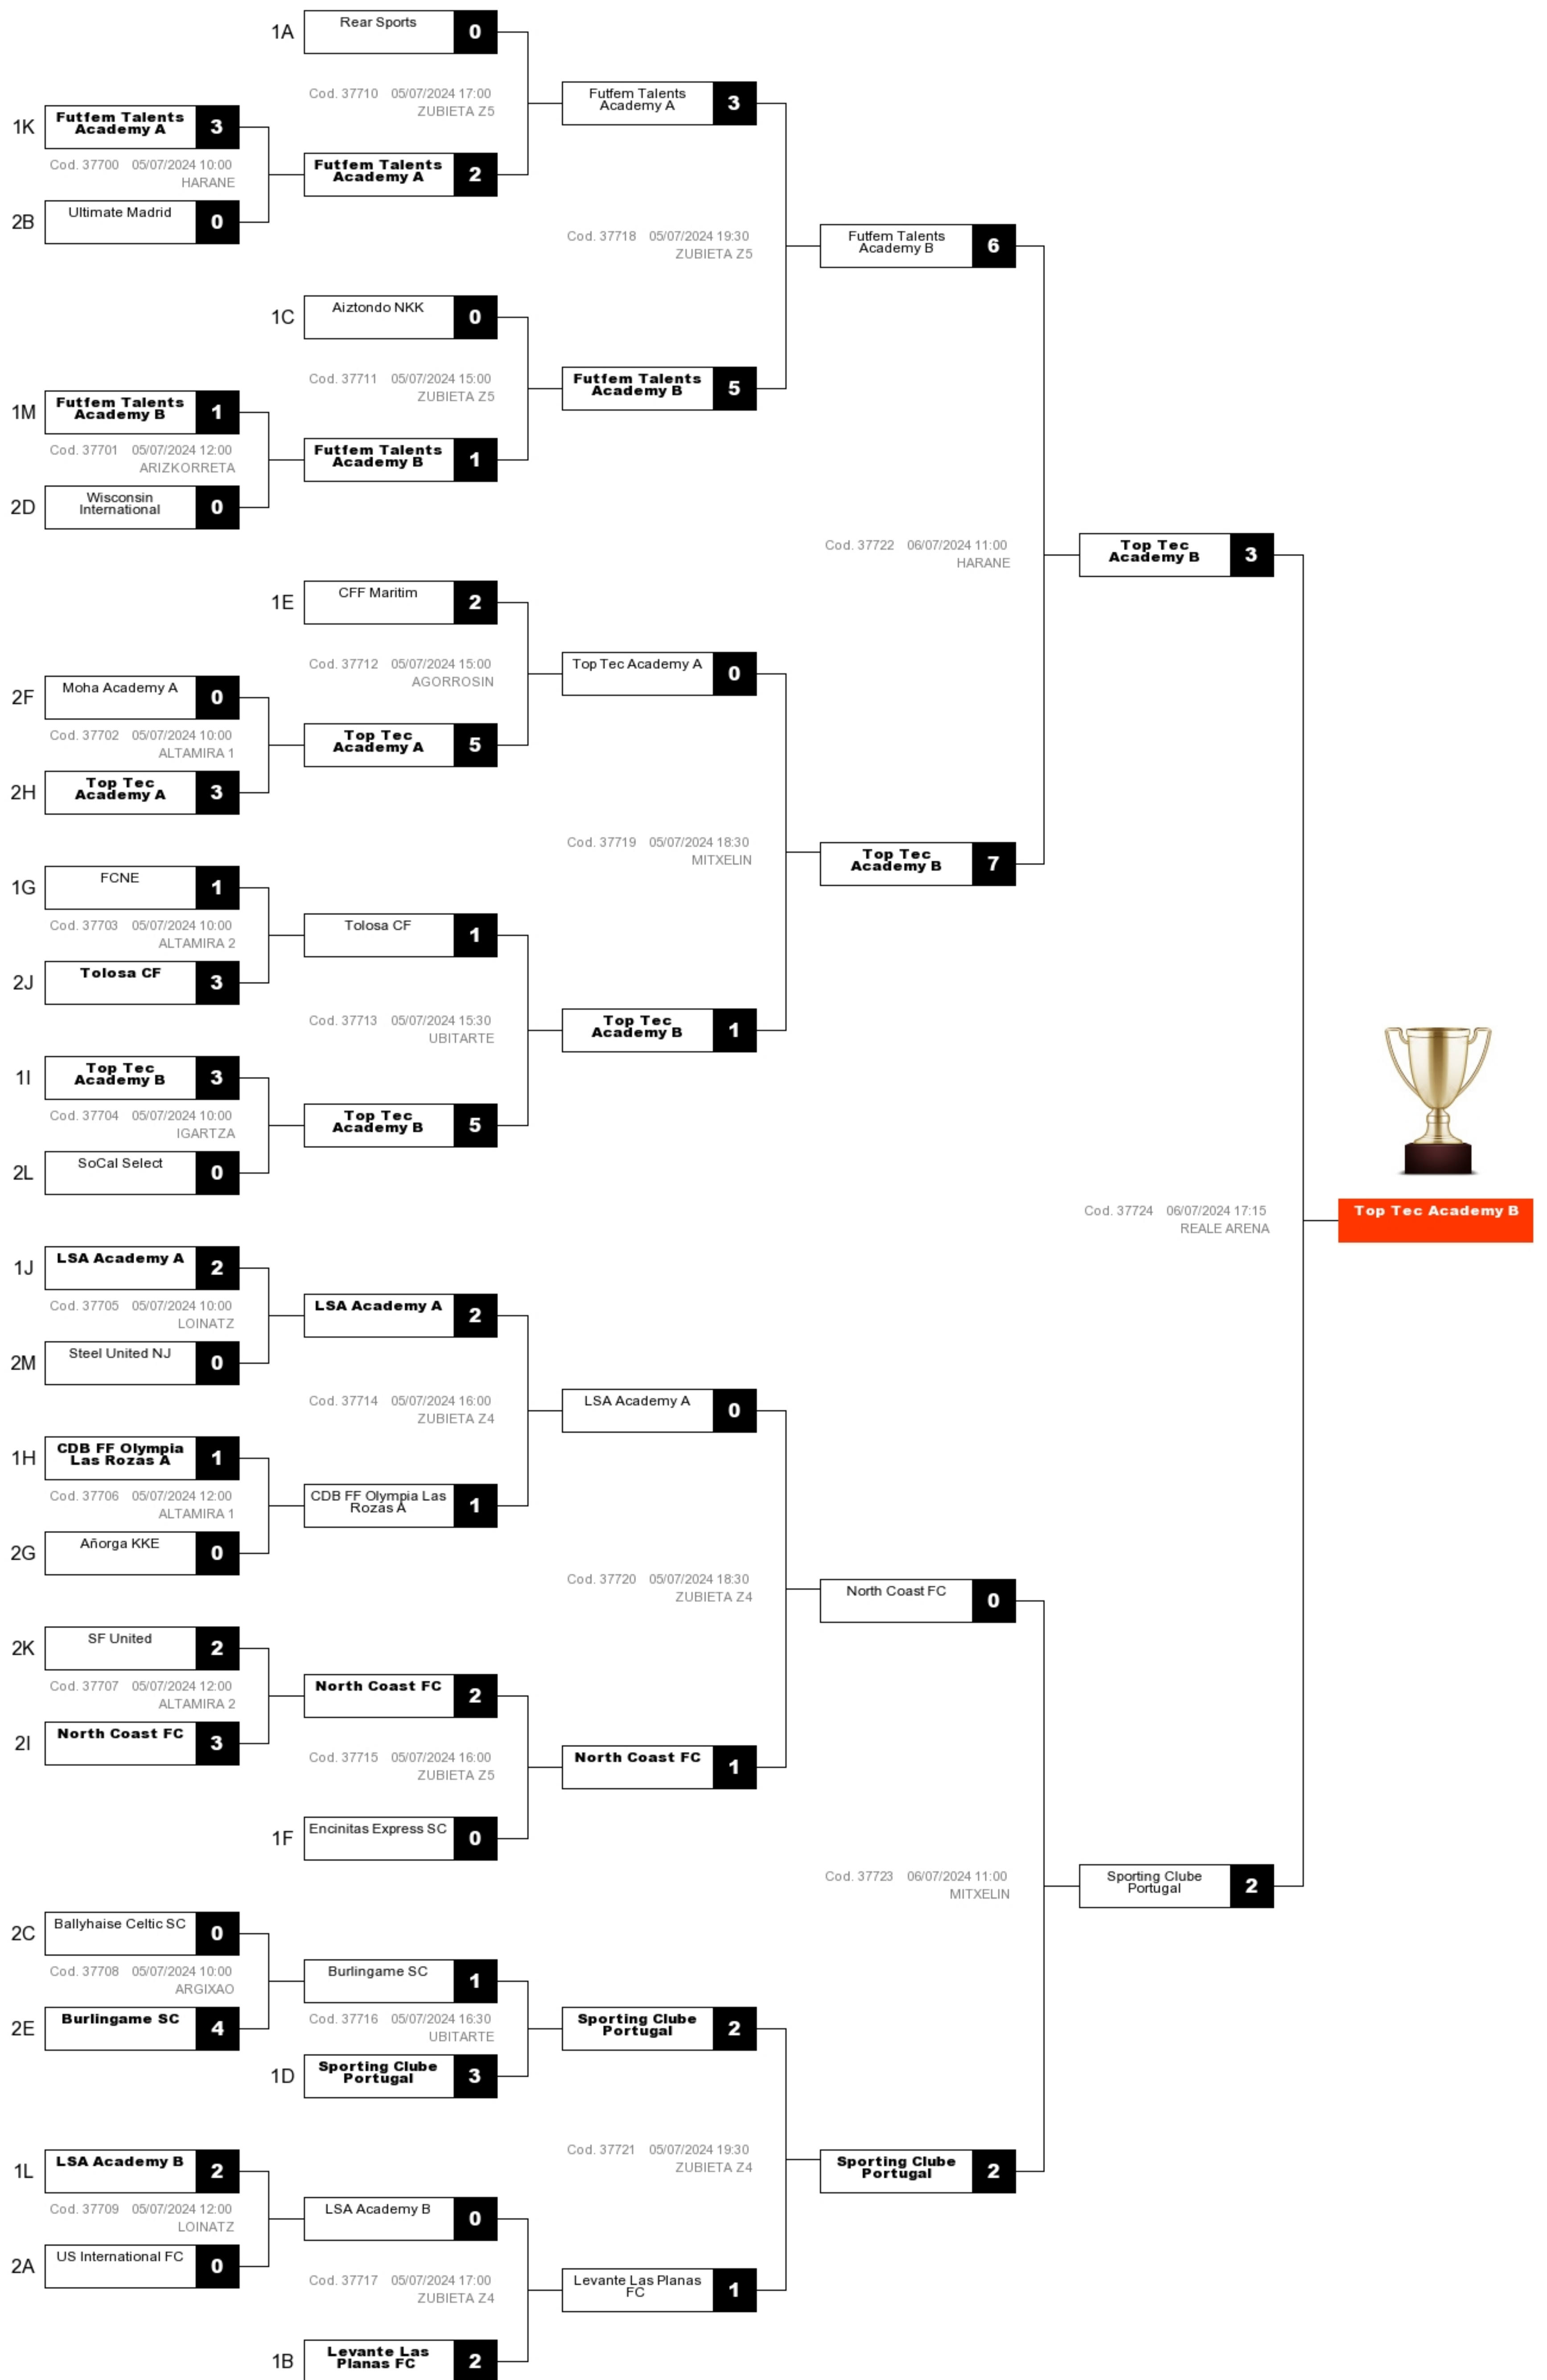 1A
Rear Sports
0
Cod. 37710 05/07/2024 17:00
ZUBIETA Z5
Futfem Talents
Academy A
3
1K
Futfem Talents
Academy A
3
Cod. 37700 05/07/2024 10:00
HARANE
Futfem Talents
Academy A
2
2B
Ultimate Madrid
0
Cod. 37718 05/07/2024 19:30
ZUBIETA Z5
Futfem Talents
Academy B
6
1C
Aiztondo NKK
0
Cod. 37711 05/07/2024 15:00
ZUBIETA Z5
Futfem Talents
Academy B
5
1M
Futfem Talents
Academy B
1
Cod. 37701 05/07/2024 12:00
ARIZKORRETA
Futfem Talents
Academy B
1
2D
Wisconsin
International
0
Cod. 37722 06/07/2024 11:00
HARANE
Top Tec
Academy B
3
1E
CFF Maritim
2
Cod. 37712 05/07/2024 15:00
AGORROSIN
Top Tec Academy A
0
2F
Moha Academy A
0
Cod. 37702 05/07/2024 10:00
ALTAMIRA 1
Top Tec
Academy A
5
2H
Top Tec
Academy A
3
Cod. 37719 05/07/2024 18:30
MITXELIN
Top Tec
Academy B
7
1G
FCNE
1
Cod. 37703 05/07/2024 10:00
ALTAMIRA 2
Tolosa CF
1
2J
Tolosa CF
3
Cod. 37713 05/07/2024 15:30
UBITARTE
Top Tec
Academy B
1
1I
Top Tec
Academy B
3
Cod. 37704 05/07/2024 10:00
IGARTZA
Top Tec
Academy B
5
2L
SoCal Select
0
Cod. 37724 06/07/2024 17:15
REALE ARENA
Top Tec Academy B
1J
LSA Academy A
2
Cod. 37705 05/07/2024 10:00
LOINATZ
LSA Academy A
2
2M
Steel United NJ
0
Cod. 37714 05/07/2024 16:00
ZUBIETA Z4
LSA Academy A
0
1H
CDB FF Olympia
Las Rozas A
1
Cod. 37706 05/07/2024 12:00
ALTAMIRA 1
CDB FF Olympia Las
Rozas A
1
2G
Añorga KKE
0
Cod. 37720 05/07/2024 18:30
ZUBIETA Z4
North Coast FC
0
2K
SF United
2
Cod. 37707 05/07/2024 12:00
ALTAMIRA 2
North Coast FC
2
2I
North Coast FC
3
Cod. 37715 05/07/2024 16:00
ZUBIETA Z5
North Coast FC
1
1F
Encinitas Express SC
0
Cod. 37723 06/07/2024 11:00
MITXELIN
Sporting Clube
Portugal
2
2C
Ballyhaise Celtic SC
0
Cod. 37708 05/07/2024 10:00
ARGIXAO
Burlingame SC
1
2E
Burlingame SC
4
Cod. 37716 05/07/2024 16:30
UBITARTE
Sporting Clube
Portugal
2
1D
Sporting Clube
Portugal
3
Cod. 37721 05/07/2024 19:30
ZUBIETA Z4
Sporting Clube
Portugal
2
1L
LSA Academy B
2
Cod. 37709 05/07/2024 12:00
LOINATZ
LSA Academy B
0
2A
US International FC
0
Cod. 37717 05/07/2024 17:00
ZUBIETA Z4
Levante Las Planas
FC
1
1B
Levante Las
Planas FC
2